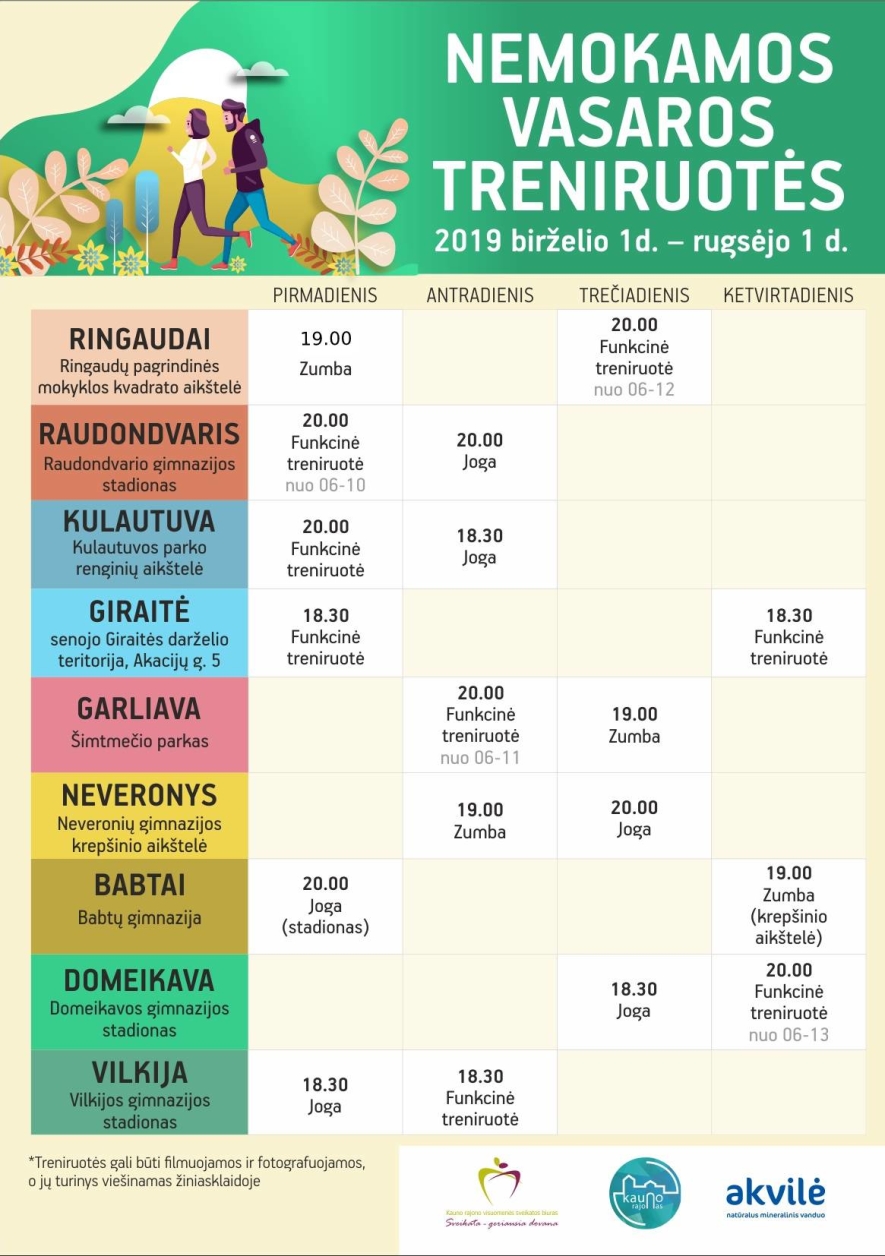 NEMOKAMOS
VASAROS
TRENIRUOTĖS
2019 birželio 1d. – rugsėjo 1 d.
PIRMADIENIS ANTRADIENIS TREČIADIENIS KETVIRTADIENIS
RINGAUDAI
Ringaudų pagrindinės
mokyklos kvadrato aikštelė
19.00
Zumba
20.00
Funkcinė
treniruotė
nuo 06-12
RAUDONDVARIS
Raudondvario gimnazijos
stadionas
20.00
Funkcinė
treniruotė
nuo 06-10
20.00
Joga
KULAUTUVA
Kulautuvos parko
renginių aikštelė
20.00
Funkcinė
treniruotė
18.30
Joga
GIRAITĖ
senojo Giraitės darželio
teritorija, Akacijų g. 5
18.30
Funkcinė
treniruotė
18.30
Funkcinė
treniruotė
GARLIAVA
Šimtmečio parkas
20.00
Funkcinė
treniruotė
nuo 06-11
19.00
Zumba
NEVERONYS
Neveronių gimnazijos
krepšinio aikštelė
19.00
Zumba
20.00
Joga
BABTAI
Babtų gimnazija
20.00
Joga
(stadionas)
19.00
Zumba
(krepšinio
aikštelė)
DOMEIKAVA
Domeikavos gimnazijos
stadionas
18.30
Joga
20.00
Funkcinė
treniruotė
nuo 06-13
VILKIJA
Vilkijos gimnazijos
stadionas
18.30
Joga
18.30
Funkcinė
treniruotė
*Treniruotės gali būti filmuojamos ir fotografuojamos,
o jų turinys viešinamas žiniasklaidoje
Kauno rajono visuomenės sveikatos biuras
Sveikata - geriausia dovana
kauno
rajonas
akvilė
natūralus mineralinis vanduo